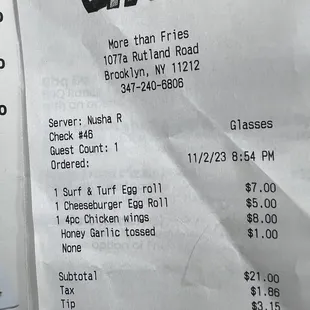 More than Fries
1077a Rutland Road
Brooklyn, NY 11212
347-240-6806
Server: Nusha R Glasses
Check #46
Guest Count: 1
Ordered: 11/2/23 8:54 PM
1 Surf & Turf Egg roll $7.00
1 Cheeseburger Egg Roll $5.00
1 4pc Chicken wings $8.00
Honey Garlic tossed $1.00
None
Subtotal $21.00
Tax $1.86
Tip $3.15